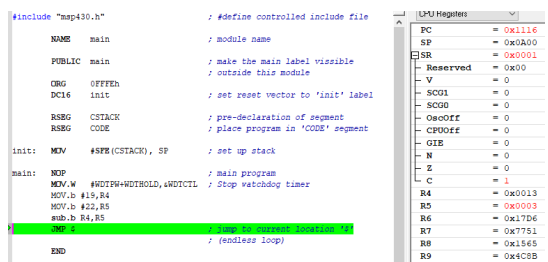 #include "msp430.h" ; #define controlled include file
NAME main ; module name
PUBLIC main ; make the main label vissible
; outside this module
ORG 0FFFEh
DC16 init ; set reset vector to 'init' label
RSEG CSTACK ; pre-declaration of segment
RSEG CODE ; place program in 'CODE' segment
init: MOV #SFE(CSTACK), SP ; set up stack
main: NOP ; main program
MOV.W #WDTPW+WDTHOLD,&WDTCTL ; Stop watchdog timer
MOV.b #19,R4
MOV.b #22,R5
sub.b R4,R5
JMP $ ; jump to current location '$'
; (endless loop)
END
CPU Registers
PC = 0x1116
SP = 0x0A00
SR = 0x0001
Reserved = 0x00
V = 0
SCG1 = 0
SCG0 = 0
OscOff = 0
CPUOff = 0
GIE = 0
N = 0
Z = 0
C = 1
R4 = 0x0013
R5 = 0x0003
R6 = 0x17D6
R7 = 0x7751
R8 = 0x1565
R9 = 0x4C8B